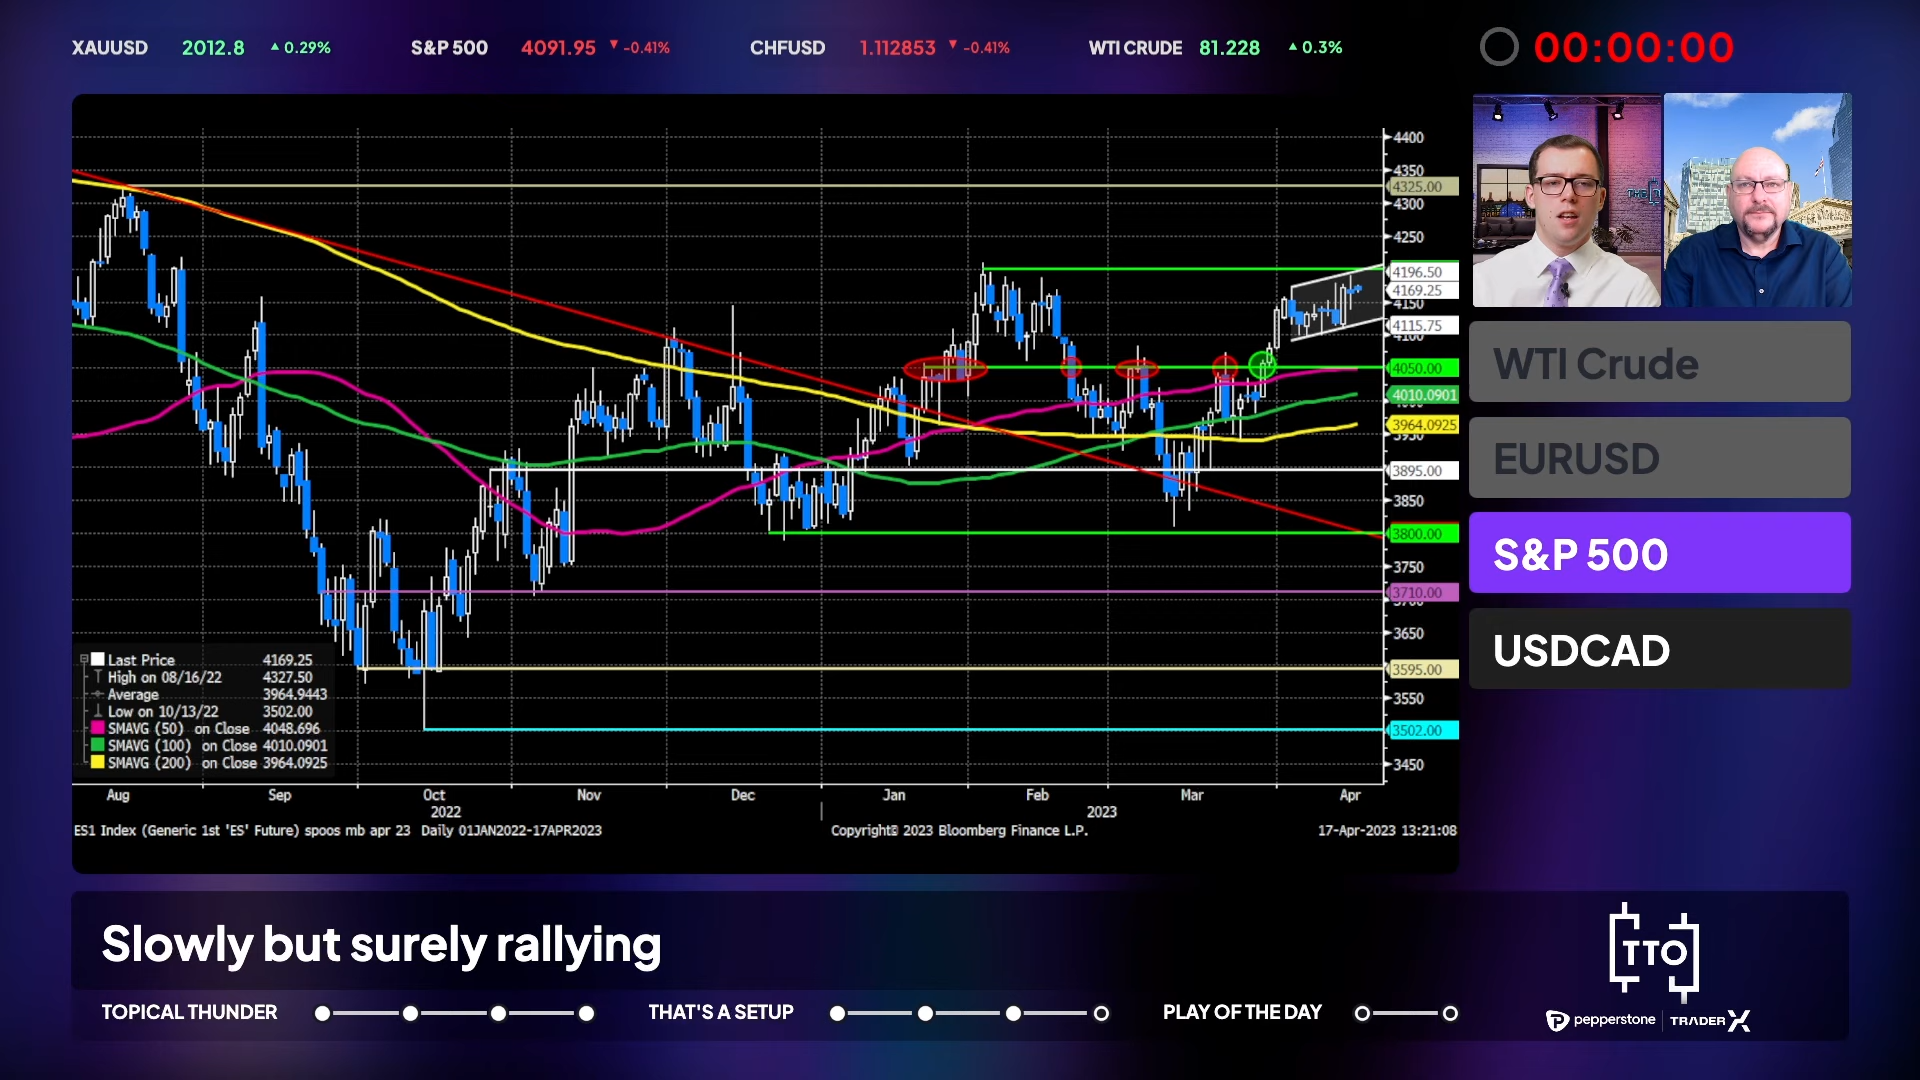 XAUUSD 2012.8 ▲ 0.29% S&P 500 4091.95 ▼ -0.41% CHFUSD 1.112853 ▼ -0.41% WTI CRUDE 81.228 ▲ 0.3% 00:00:00
4400
4350
4325.00
4300
4250
4196.50
4169.25
4150
4115.75
4100
4050.00
4010.0901
3964.0925
3950
3895.00
3850
3800.00
3750
3710.00
3700
3650
3595.00
3550
3502.00
3450
Last Price 4169.25
High on 08/16/22 4327.50
Average 3964.9443
Low on 10/13/22 3502.00
SMAVG (50) on Close 4048.696
SMAVG (100) on Close 4010.0901
SMAVG (200) on Close 3964.0925
Aug Sep Oct Nov Dec Jan Feb Mar Apr
2022 2023
ES1 Index (Generic 1st 'ES' Future) spoos mb apr 23 Daily 01JAN2022-17APR2023 Copyright© 2023 Bloomberg Finance L.P. 17-Apr-2023 13:21:08
WTI Crude
EURUSD
S&P 500
USDCAD
Slowly but surely rallying
TOPICAL THUNDER THAT'S A SETUP PLAY OF THE DAY
TTO
pepperstone TRADER X